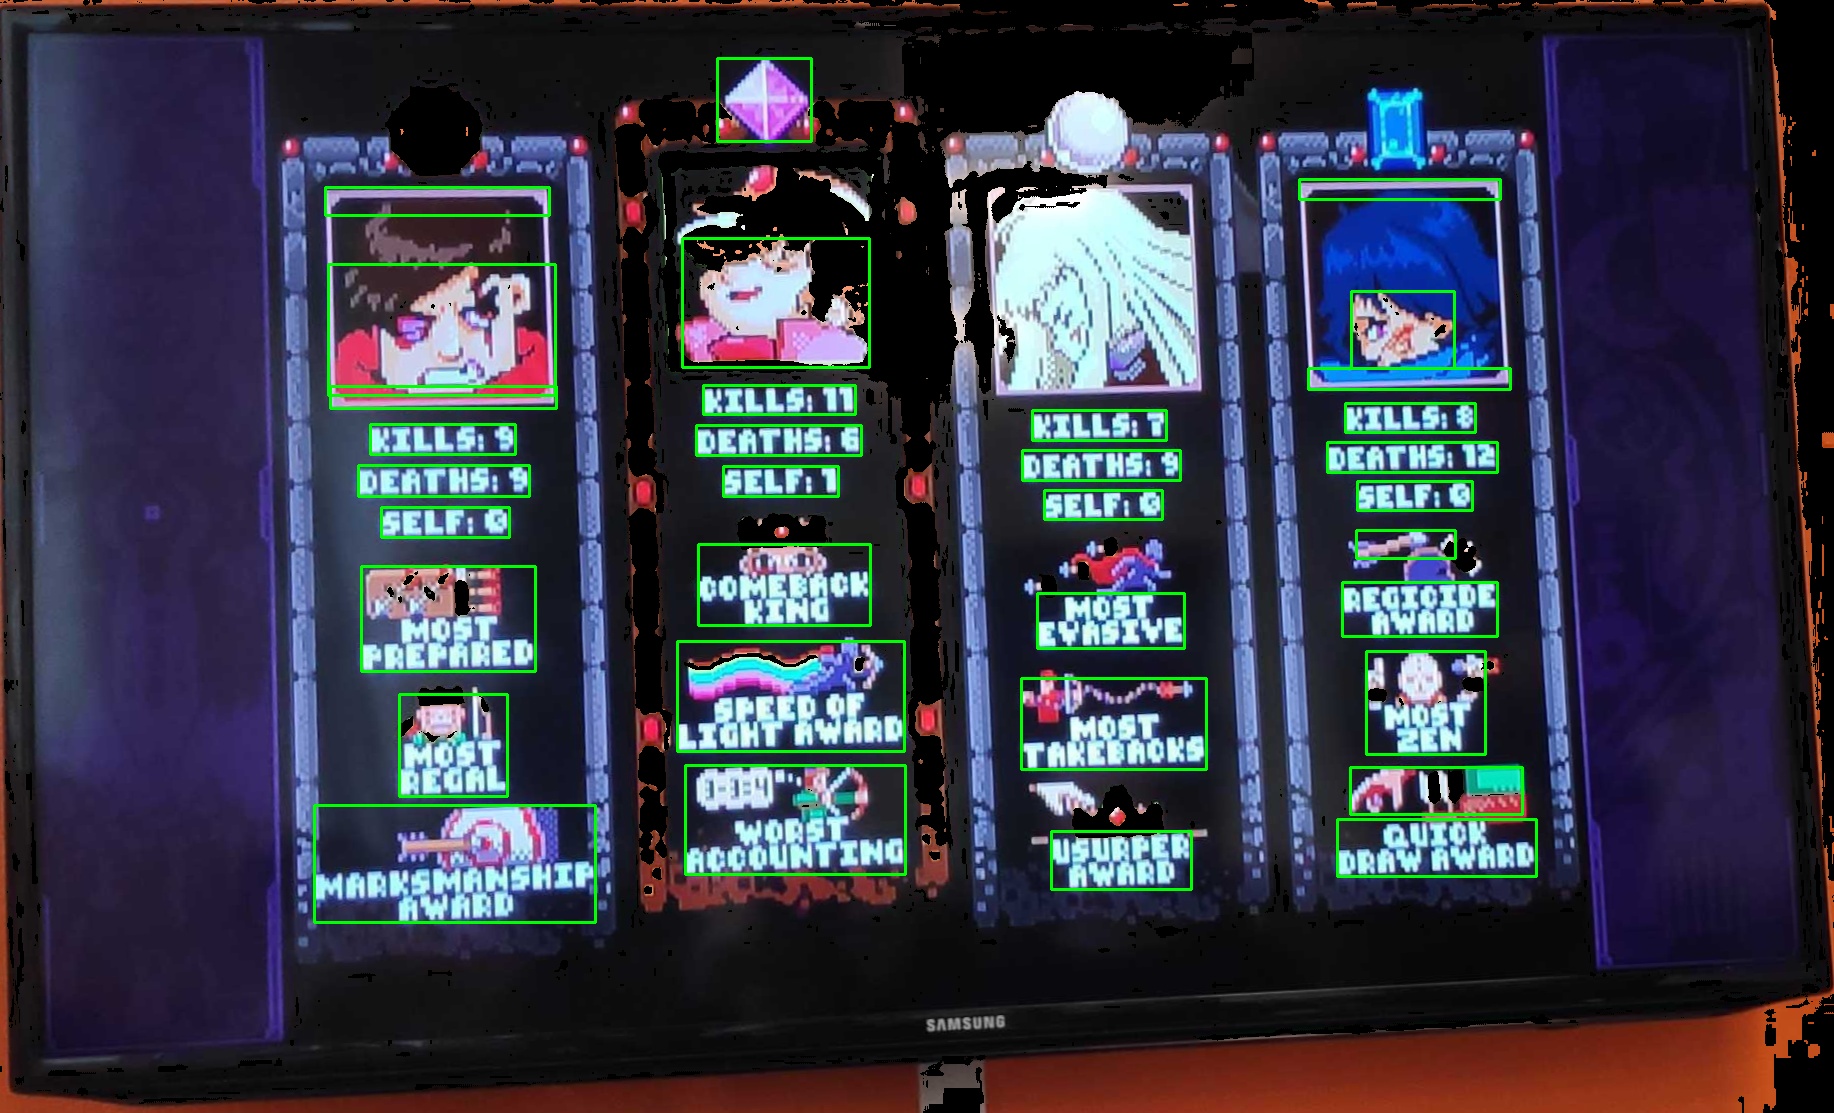 KILLS: 9
DEATHS: 9
SELF: 0
MOST
PREPARED
MOST
REGAL
MARKSMANSHIP
AWARD
KILLS: 11
DEATHS: 6
SELF: 1
COMEBACK
KING
SPEED OF
LIGHT AWARD
WORST
ACCOUNTING
KILLS: 7
DEATHS: 9
SELF: 0
MOST
EVASIVE
MOST
TAKEBACKS
USURPER
AWARD
KILLS: 8
DEATHS: 12
SELF: 0
REGICIDE
AWARD
MOST
ZEN
QUICK
DRAW AWARD
SAMSUNG